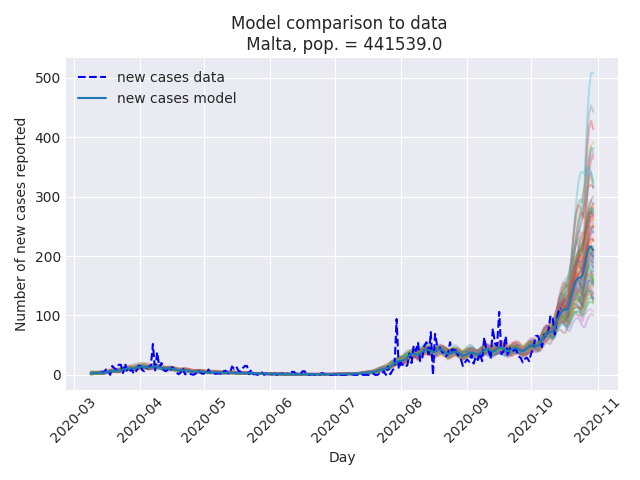 Model comparison to data
Malta, pop. = 441539.0
new cases data
new cases model
Number of new cases reported
500
400
300
200
100
0
2020-03
2020-04
2020-05
2020-06
2020-07
2020-08
2020-09
2020-10
2020-11
Day